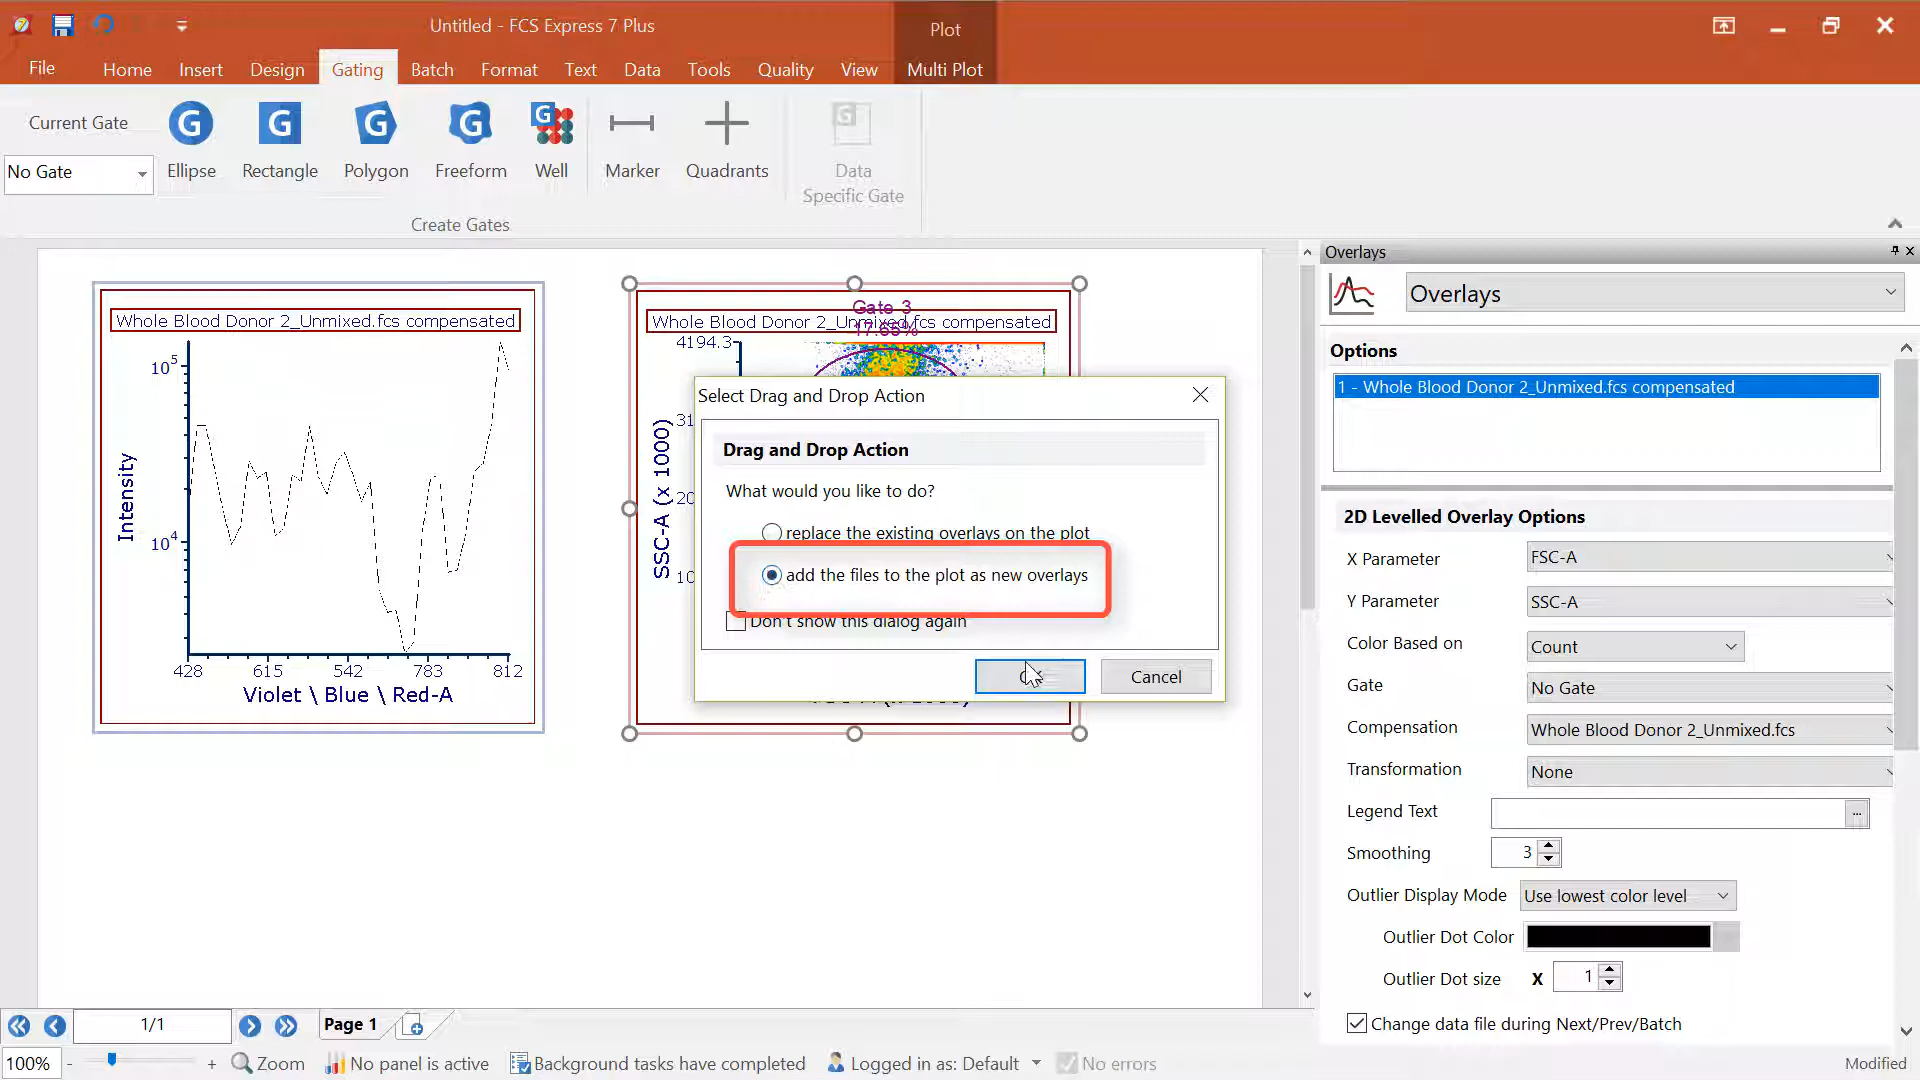 Untitled - FCS Express 7 Plus
Plot
File
Home
Insert
Design
Gating
Batch
Format
Text
Data
Tools
Quality
View
Multi Plot
Current Gate
No Gate
Ellipse
Rectangle
Polygon
Freeform
Well
Marker
Quadrants
Data
Specific Gate
Create Gates
Whole Blood Donor 2_Unmixed.fcs compensated
10^5
10^4
Intensity
428
615
542
783
812
Violet \ Blue \ Red-A
Gate 3
17.65%
Whole Blood Donor 2_Unmixed.fcs compensated
4194.3
31
20
10
SSC-A (x 1000)
Select Drag and Drop Action
Drag and Drop Action
What would you like to do?
replace the existing overlays on the plot
add the files to the plot as new overlays
Don't show this dialog again
Cancel
Overlays
Overlays
Options
1 - Whole Blood Donor 2_Unmixed.fcs compensated
2D Levelled Overlay Options
X Parameter
FSC-A
Y Parameter
SSC-A
Color Based on
Count
Gate
No Gate
Compensation
Whole Blood Donor 2_Unmixed.fcs
Transformation
None
Legend Text
...
Smoothing
3
Outlier Display Mode
Use lowest color level
Outlier Dot Color
Outlier Dot size
X
1
Change data file during Next/Prev/Batch
1/1
Page 1
100%
-
+
Zoom
No panel is active
Background tasks have completed
Logged in as: Default
No errors
Modified